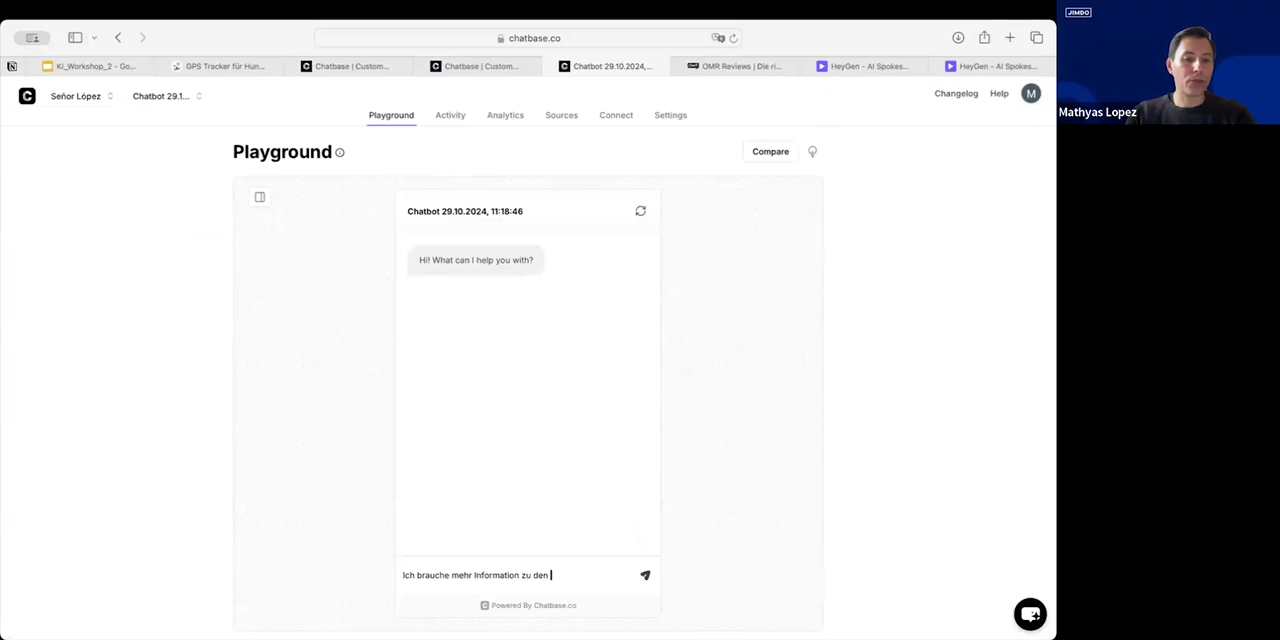 JIMDO
chatbase.co
KI_Workshop_2 - Go...
GPS Tracker für Hun...
Chatbase | Custom...
Chatbase | Custom...
Chatbot 29.10.2024,...
OMR Reviews | Die ri...
HeyGen - AI Spokes...
HeyGen - AI Spokes...
Señor López
Chatbot 29.1...
Changelog
Help
M
Mathyas Lopez
Playground
Activity
Analytics
Sources
Connect
Settings
Playground
Compare
Chatbot 29.10.2024, 11:18:46
Hi! What can I help you with?
Ich brauche mehr Information zu den
Powered By Chatbase.co